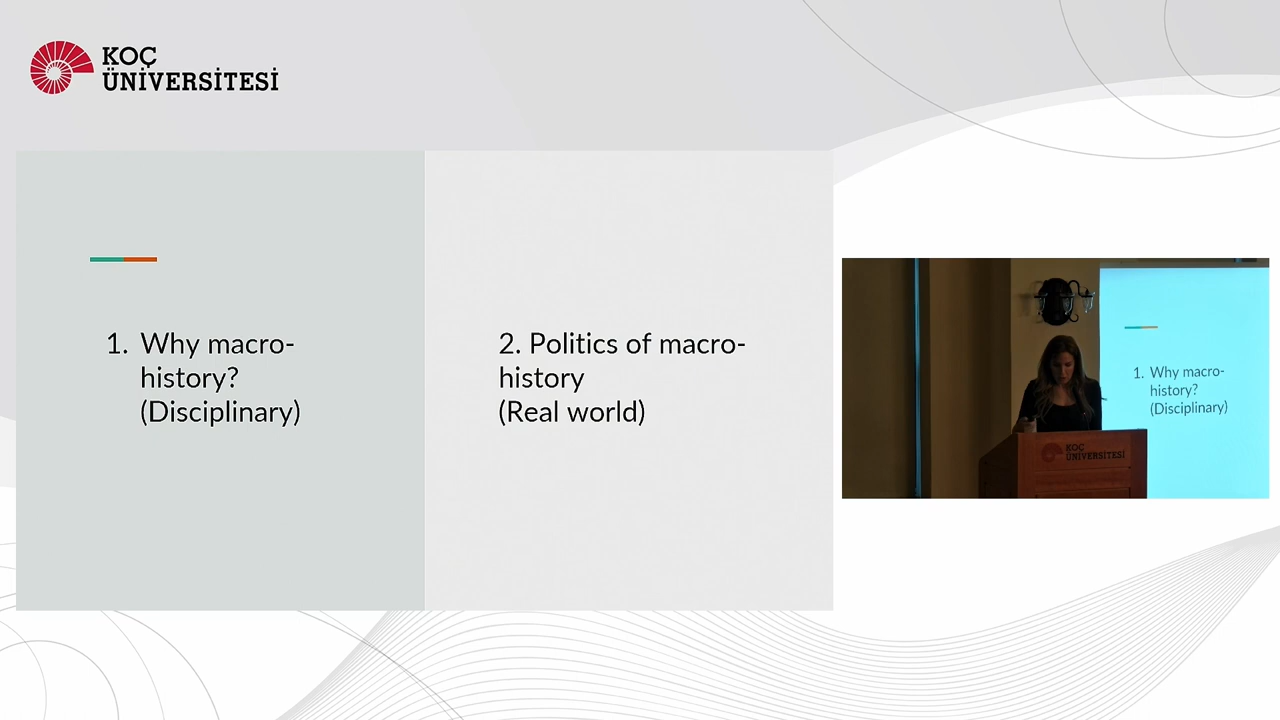 KOÇ
ÜNİVERSİTESİ
1. Why macro-
history?
(Disciplinary)
2. Politics of macro-
history
(Real world)
1. Why macro-
history?
(Disciplinary)
KOÇ
ÜNİVERSİTESİ